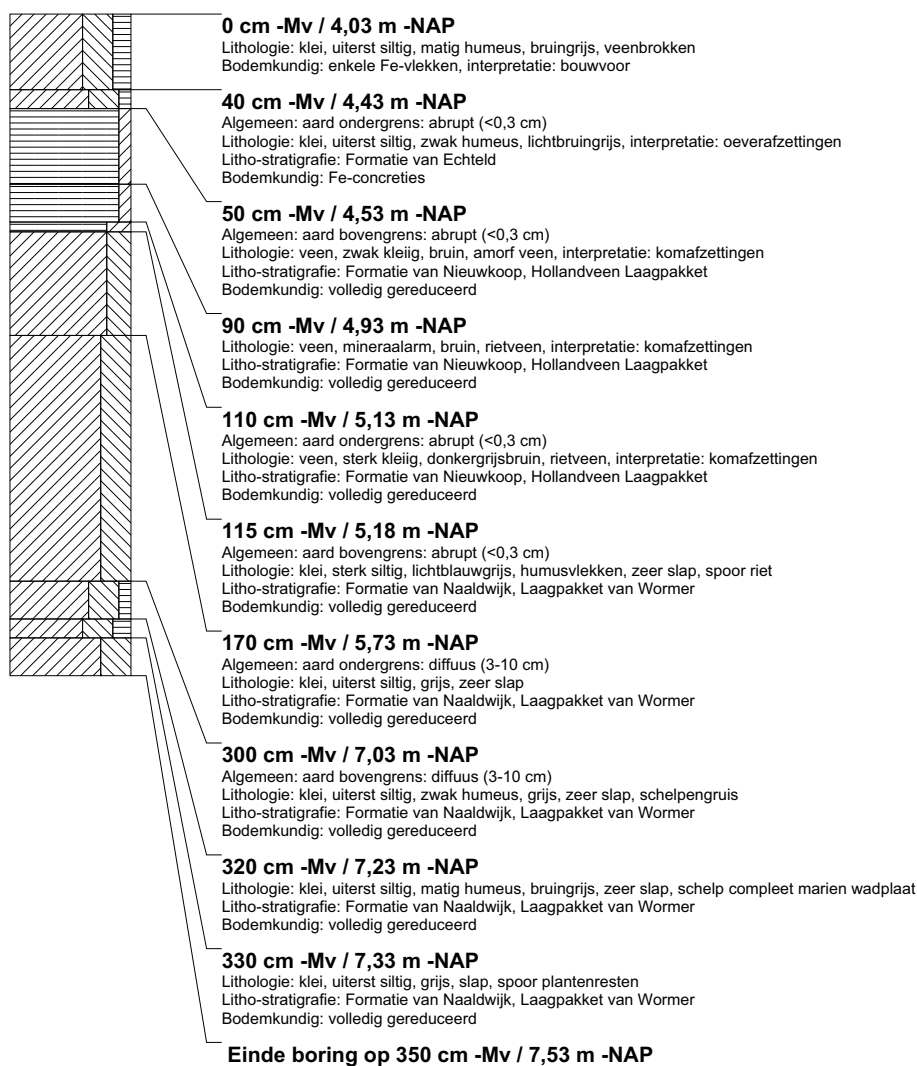 0 cm -Mv / 4,03 m -NAP
Lithologie: klei, uiterst siltig, matig humeus, bruingrijs, veenbrokken
Bodemkundig: enkele Fe-vlekken, interpretatie: bouwvoor
40 cm -Mv / 4,43 m -NAP
Algemeen: aard ondergrens: abrupt (<0,3 cm)
Lithologie: klei, uiterst siltig, zwak humeus, lichtbruingrijs, interpretatie: oeverafzettingen
Litho-stratigrafie: Formatie van Echteld
Bodemkundig: Fe-concreties
50 cm -Mv / 4,53 m -NAP
Algemeen: aard bovengrens: abrupt (<0,3 cm)
Lithologie: veen, zwak kleiig, bruin, amorf veen, interpretatie: komafzettingen
Litho-stratigrafie: Formatie van Nieuwkoop, Hollandveen Laagpakket
Bodemkundig: volledig gereduceerd
90 cm -Mv / 4,93 m -NAP
Lithologie: veen, mineraalarm, bruin, rietveen, interpretatie: komafzettingen
Litho-stratigrafie: Formatie van Nieuwkoop, Hollandveen Laagpakket
Bodemkundig: volledig gereduceerd
110 cm -Mv / 5,13 m -NAP
Algemeen: aard ondergrens: abrupt (<0,3 cm)
Lithologie: veen, sterk kleiig, donkergrijsbruin, rietveen, interpretatie: komafzettingen
Litho-stratigrafie: Formatie van Nieuwkoop, Hollandveen Laagpakket
Bodemkundig: volledig gereduceerd
115 cm -Mv / 5,18 m -NAP
Algemeen: aard bovengrens: abrupt (<0,3 cm)
Lithologie: klei, sterk siltig, lichtblauwgrijs, humusvlekken, zeer slap, spoor riet
Litho-stratigrafie: Formatie van Naaldwijk, Laagpakket van Wormer
Bodemkundig: volledig gereduceerd
170 cm -Mv / 5,73 m -NAP
Algemeen: aard ondergrens: diffuus (3-10 cm)
Lithologie: klei, uiterst siltig, grijs, zeer slap
Litho-stratigrafie: Formatie van Naaldwijk, Laagpakket van Wormer
Bodemkundig: volledig gereduceerd
300 cm -Mv / 7,03 m -NAP
Algemeen: aard bovengrens: diffuus (3-10 cm)
Lithologie: klei, uiterst siltig, zwak humeus, grijs, zeer slap, schelpengruis
Litho-stratigrafie: Formatie van Naaldwijk, Laagpakket van Wormer
Bodemkundig: volledig gereduceerd
320 cm -Mv / 7,23 m -NAP
Lithologie: klei, uiterst siltig, matig humeus, bruingrijs, zeer slap, schelp compleet marien wadplaat
Litho-stratigrafie: Formatie van Naaldwijk, Laagpakket van Wormer
Bodemkundig: volledig gereduceerd
330 cm -Mv / 7,33 m -NAP
Lithologie: klei, uiterst siltig, grijs, slap, spoor plantenresten
Litho-stratigrafie: Formatie van Naaldwijk, Laagpakket van Wormer
Bodemkundig: volledig gereduceerd
Einde boring op 350 cm -Mv / 7,53 m -NAP